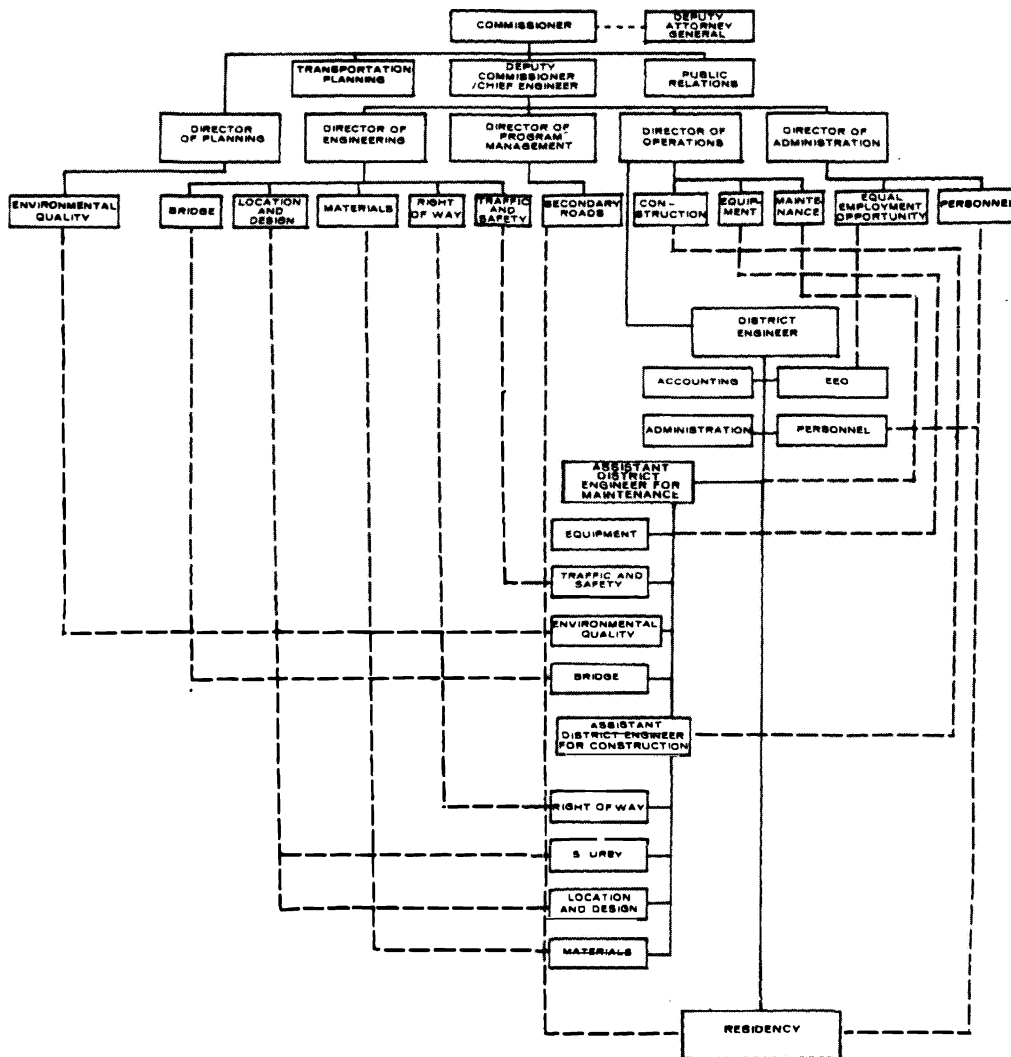 COMMISSIONER
DEPUTY
ATTORNEY
GENERAL
TRANSPORTATION
PLANNING
DEPUTY
COMMISSIONER
/CHIEF ENGINEER
PUBLIC
RELATIONS
DIRECTOR
OF PLANNING
DIRECTOR OF
ENGINEERING
DIRECTOR OF
PROGRAM
MANAGEMENT
DIRECTOR OF
OPERATIONS
DIRECTOR OF
ADMINISTRATION
ENVIRONMENTAL
QUALITY
BRIDGE
LOCATION
AND
DESIGN
MATERIALS
RIGHT
OF WAY
TRAFFIC
AND
SAFETY
SECONDARY
ROADS
CON-
STRUCTION
EQUIP-
MENT
MAINTE-
NANCE
EQUAL
EMPLOYMENT
OPPORTUNITY
PERSONNEL
DISTRICT
ENGINEER
ACCOUNTING
EEO
ADMINISTRATION
PERSONNEL
ASSISTANT
DISTRICT
ENGINEER FOR
MAINTENANCE
EQUIPMENT
TRAFFIC AND
SAFETY
ENVIRONMENTAL
QUALITY
BRIDGE
ASSISTANT
DISTRICT ENGINEER
FOR CONSTRUCTION
RIGHT OF WAY
S UREY
LOCATION
AND DESIGN
MATERIALS
RESIDENCY